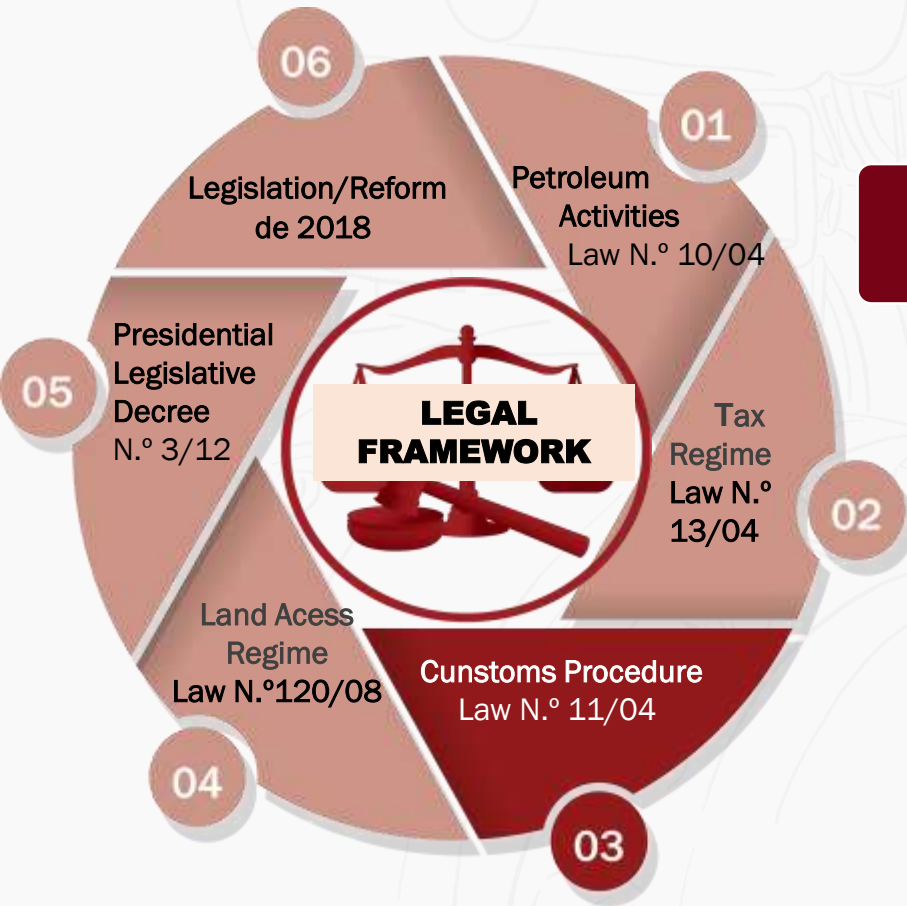 LEGAL
FRAMEWORK
01
Petroleum
Activities
Law N.º 10/04
02
Tax
Regime
Law N.º
13/04
03
Cunstoms Procedure
Law N.º 11/04
04
Land Acess
Regime
Law N.º120/08
05
Presidential
Legislative
Decree
N.º 3/12
06
Legislation/Reform
de 2018